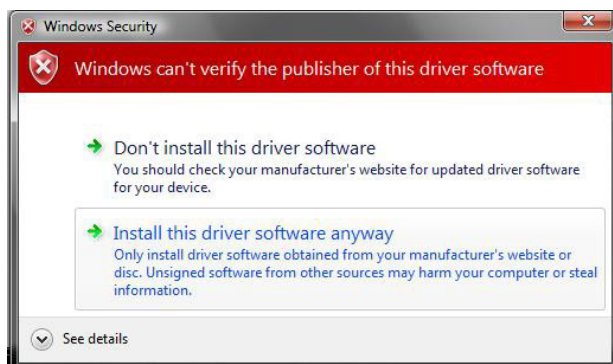 Windows Security
Windows can't verify the publisher of this driver software
Don't install this driver software
You should check your manufacturer's website for updated driver software
for your device.
Install this driver software anyway
Only install driver software obtained from your manufacturer's website or
disc. Unsigned software from other sources may harm your computer or steal
information.
See details